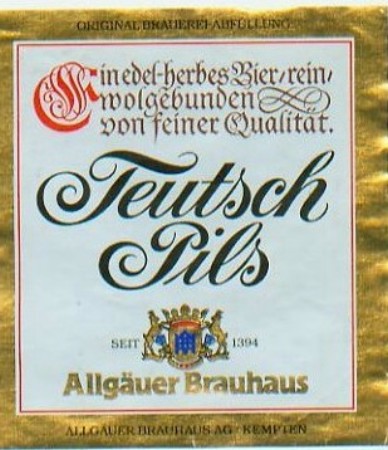 ORIGINAL BRAUEREI-ABFÜLLUNG
Ein edel-herbes Bier, rein,
wolgebunden
von feiner Qualität.
Teutsch
Pils
SEIT 1394
Allgäuer Brauhaus
ALLGÄUER BRAUHAUS AG · KEMPTEN